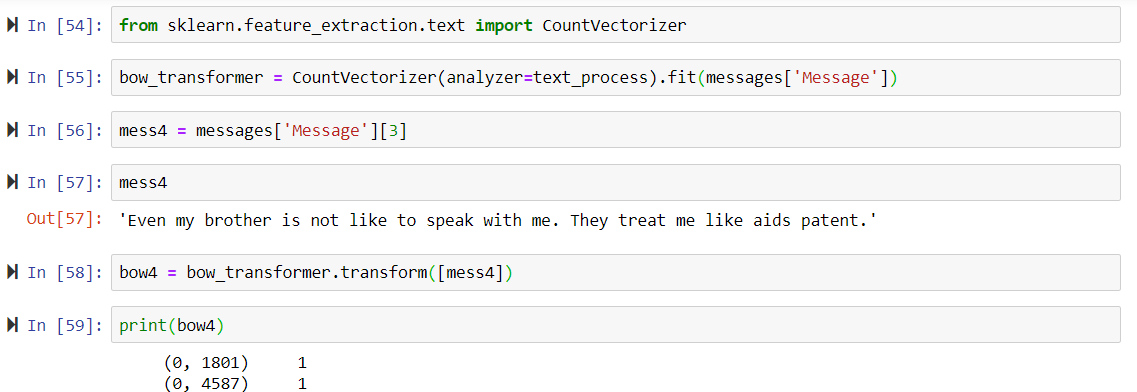 In [54]: from sklearn.feature_extraction.text import CountVectorizer
In [55]: bow_transformer = CountVectorizer(analyzer=text_process).fit(messages['Message'])
In [56]: mess4 = messages['Message'][3]
In [57]: mess4
Out[57]: 'Even my brother is not like to speak with me. They treat me like aids patent.'
In [58]: bow4 = bow_transformer.transform([mess4])
In [59]: print(bow4)
(0, 1801) 1
(0, 4587) 1